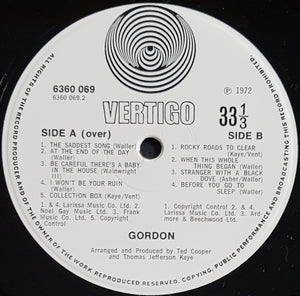 ALL RIGHTS OF THE RECORD PRODUCER AND OF THE OWNER OF THE WORK REPRODUCED RESERVED. UNAUTHORISED PUBLIC PERFORMANCE AND BROADCASTING OF THIS RECORD PROHIBITED.
6360 069
6360 069.2
℗ 1972
VERTIGO
33 1/3
SIDE A (over)
SIDE B
1. THE SADDEST SONG (Waller)
2. AT THE END OF THE DAY
(Waller)
3. BE CAREFUL THERE'S A BABY
IN THE HOUSE (Wainwright
III)
4. I WON'T BE YOUR RUIN
(Waller)
5. COLLECTION BOX (Kaye/Vent)
1. ROCKY ROADS TO CLEAR
(Kaye/Vent)
2. WHEN THIS WHOLE
THING BEGAN (Waller)
3. STRANGER WITH A BLACK
DOVE (Asher/Waller)
4. BEFORE YOU GO TO
SLEEP (Waller)
1. & 4. Larissa Music Co. Ltd. 2.
Noel Gay Music Ltd. 3. Frank
Music Co. Ltd. 5.
1. Copyright Control 2. & 4.
Larissa Music Co. Ltd. 3. Ard-
more & Beechwood Ltd.
GORDON
Arranged and Produced by Ted Cooper
and Thomas Jefferson Kaye